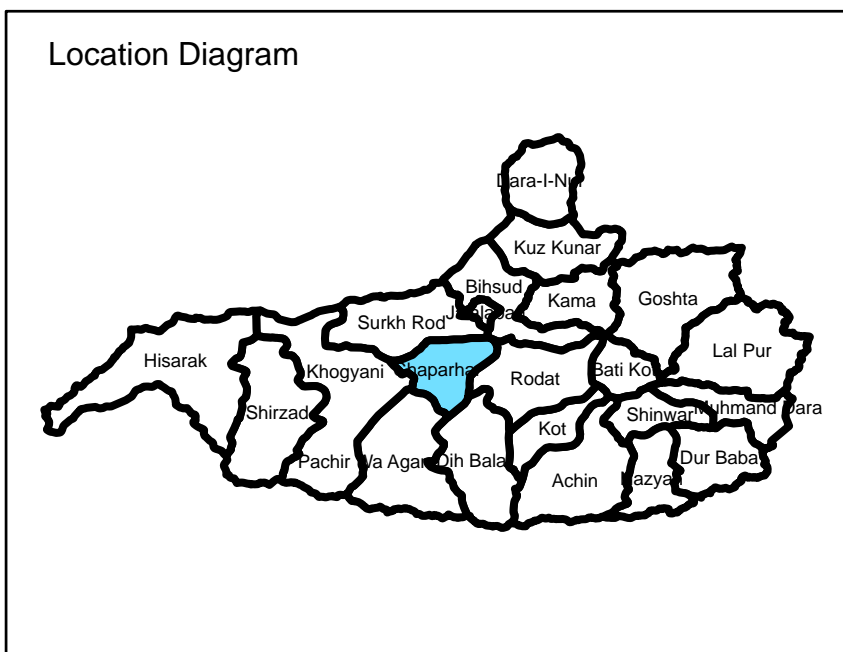 Location Diagram
Dara-I-Nur
Kuz Kunar
Bihsud
Kama
Goshta
Jalalabad
Surkh Rod
Lal Pur
Hisarak
Khogyani
Chaparhar
Rodat
Bati Kot
Shirzad
Shinwar
Muhmand Dara
Kot
Pachir Wa Agam
Dih Bala
Achin
Nazyan
Dur Baba